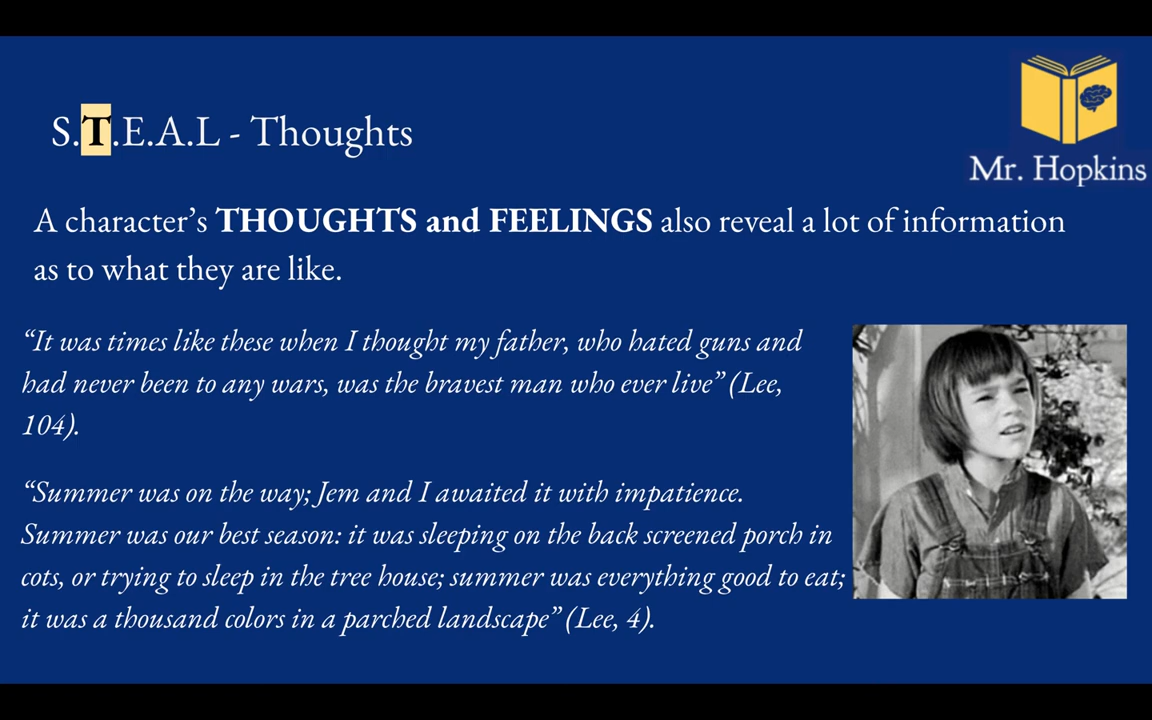 S.T.E.A.L - Thoughts
Mr. Hopkins
A character’s THOUGHTS and FEELINGS also reveal a lot of information
as to what they are like.
“It was times like these when I thought my father, who hated guns and
had never been to any wars, was the bravest man who ever live” (Lee,
104).
“Summer was on the way; Jem and I awaited it with impatience.
Summer was our best season: it was sleeping on the back screened porch in
cots, or trying to sleep in the tree house; summer was everything good to eat;
it was a thousand colors in a parched landscape” (Lee, 4).